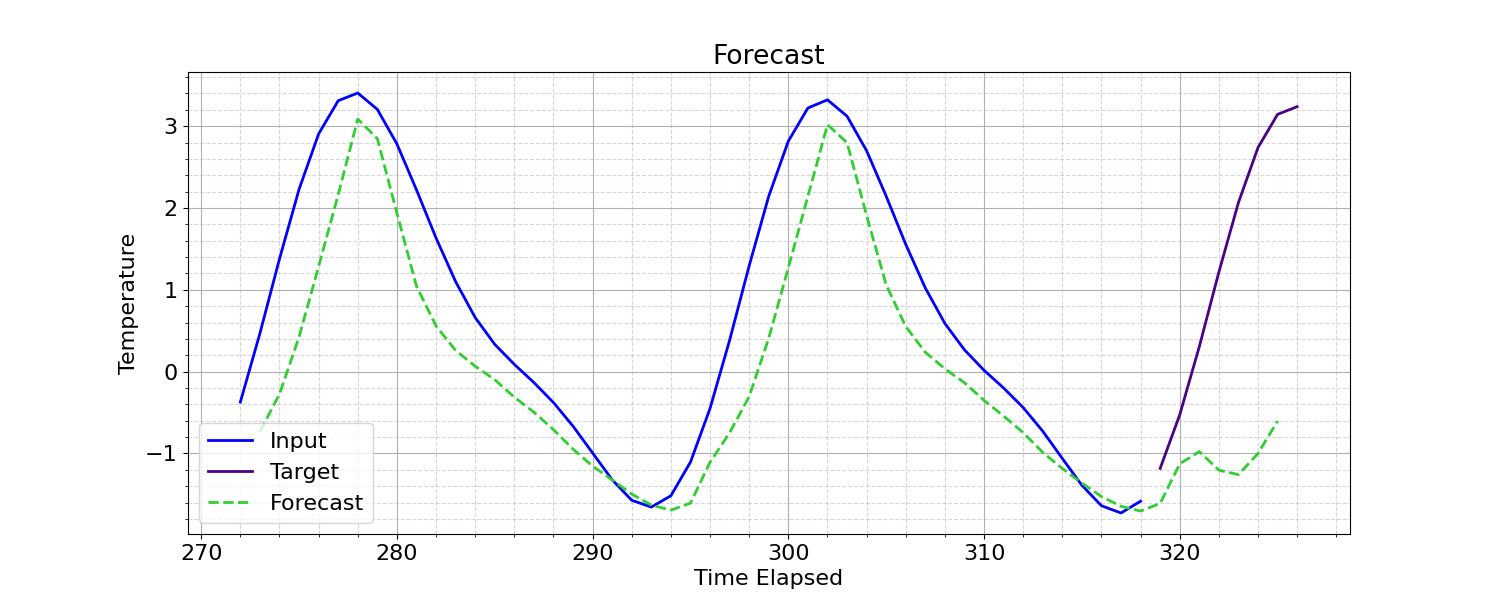 Forecast
Temperature
3
2
1
0
−1
Input
Target
Forecast
270 280 290 300 310 320
Time Elapsed